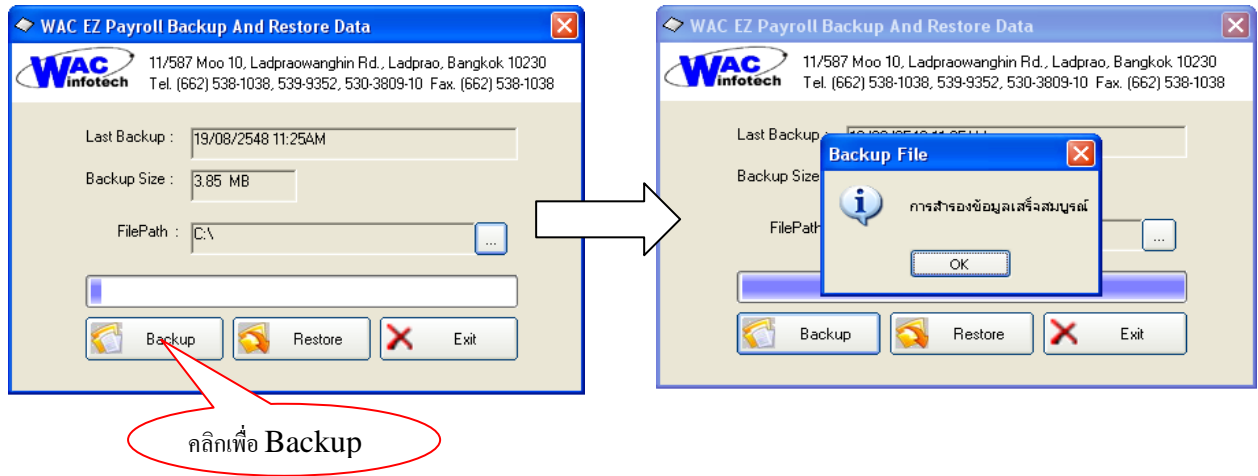 WAC EZ Payroll Backup And Restore Data
WAC Infotech
11/587 Moo 10, Ladpraowanghin Rd., Ladprao, Bangkok 10230
Tel. (662) 538-1038, 539-9352, 530-3809-10 Fax. (662) 538-1038
Last Backup : 19/08/2548 11:25AM
Backup Size : 3.85 MB
FilePath : C:\ ...
Backup Restore Exit
คลิกเพื่อ Backup
WAC EZ Payroll Backup And Restore Data
WAC Infotech
11/587 Moo 10, Ladpraowanghin Rd., Ladprao, Bangkok 10230
Tel. (662) 538-1038, 539-9352, 530-3809-10 Fax. (662) 538-1038
Last Backup :
Backup Size
FilePath ...
Backup File
การสำรองข้อมูลเสร็จสมบูรณ์
OK
Backup Restore Exit